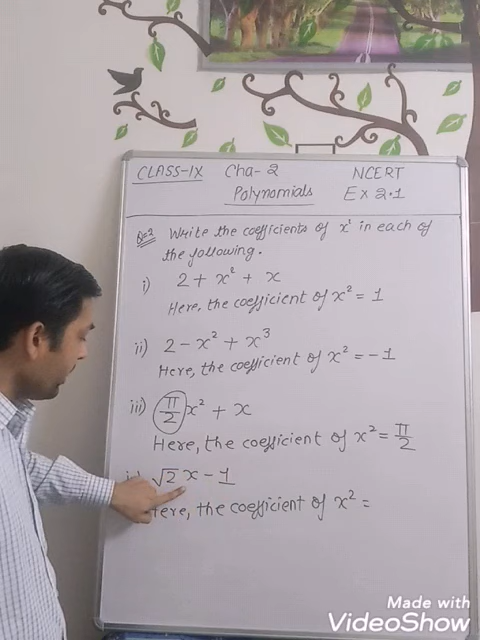 CLASS-IX Cha-2 NCERT
Polynomials Ex 2.1
Q=2 Write the coefficients of x² in each of
the following.
i) 2 + x² + x
Here, the coefficient of x² = 1
ii) 2 - x² + x³
Here, the coefficient of x² = -1
iii) π/2 x² + x
Here, the coefficient of x² = π/2
√2 x - 1
Here, the coefficient of x² =
Made with
VideoShow